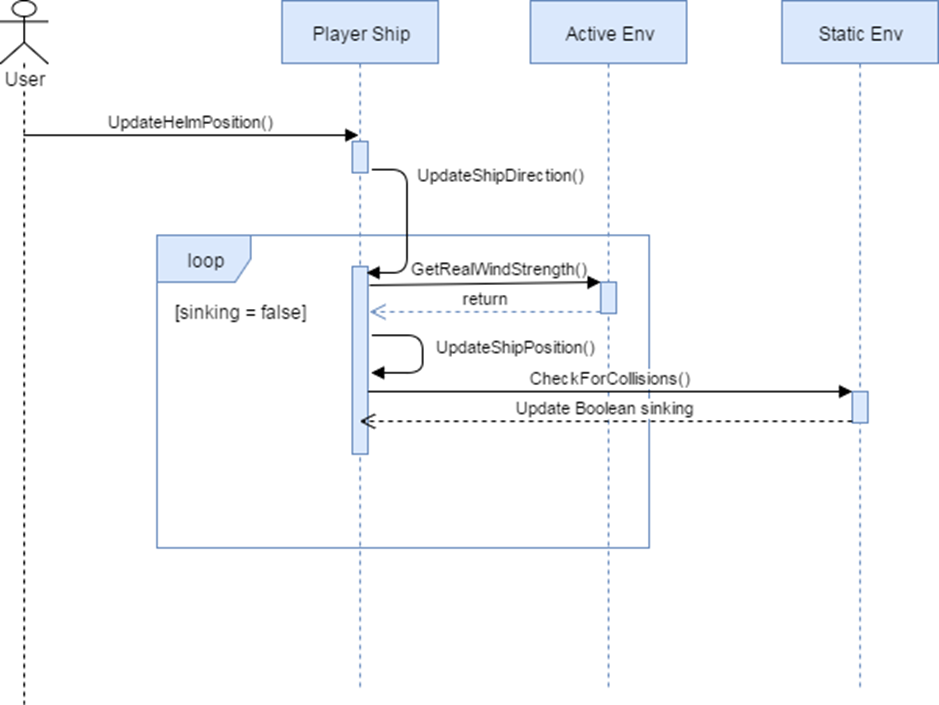 Player Ship
Active Env
Static Env
User
UpdateHelmPosition()
UpdateShipDirection()
loop
GetRealWindStrength()
return
[sinking = false]
UpdateShipPosition()
CheckForCollisions()
Update Boolean sinking